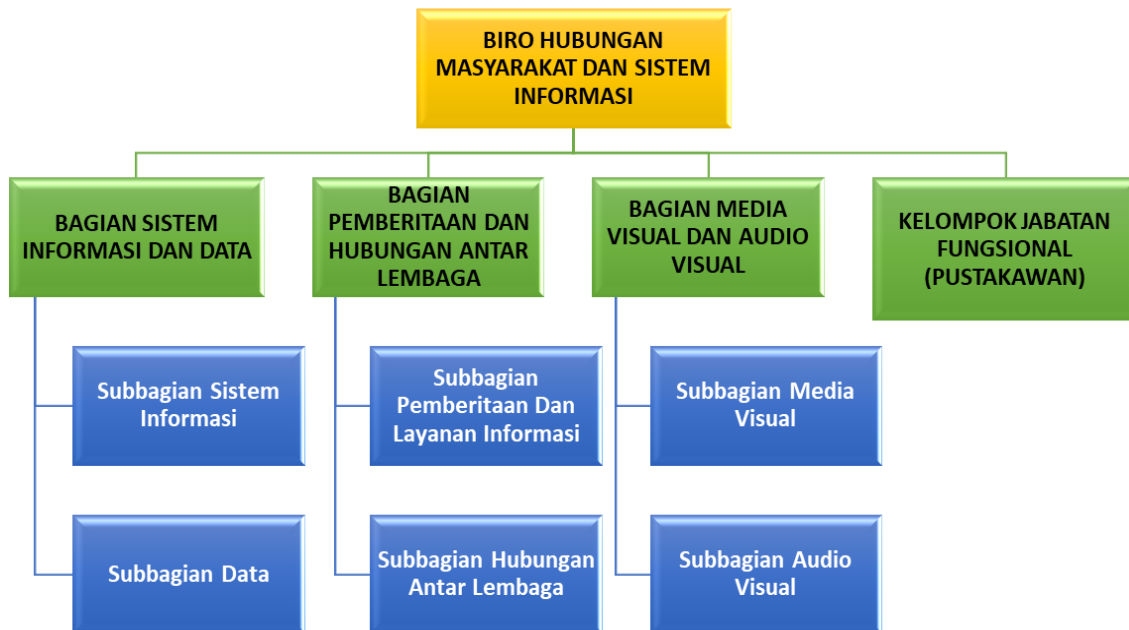 BIRO HUBUNGAN
MASYARAKAT DAN SISTEM
INFORMASI
BAGIAN SISTEM
INFORMASI DAN DATA
BAGIAN
PEMBERITAAN DAN
HUBUNGAN ANTAR
LEMBAGA
BAGIAN MEDIA
VISUAL DAN AUDIO
VISUAL
KELOMPOK JABATAN
FUNGSIONAL
(PUSTAKAWAN)
Subbagian Sistem
Informasi
Subbagian
Pemberitaan Dan
Layanan Informasi
Subbagian Media
Visual
Subbagian Data
Subbagian Hubungan
Antar Lembaga
Subbagian Audio
Visual